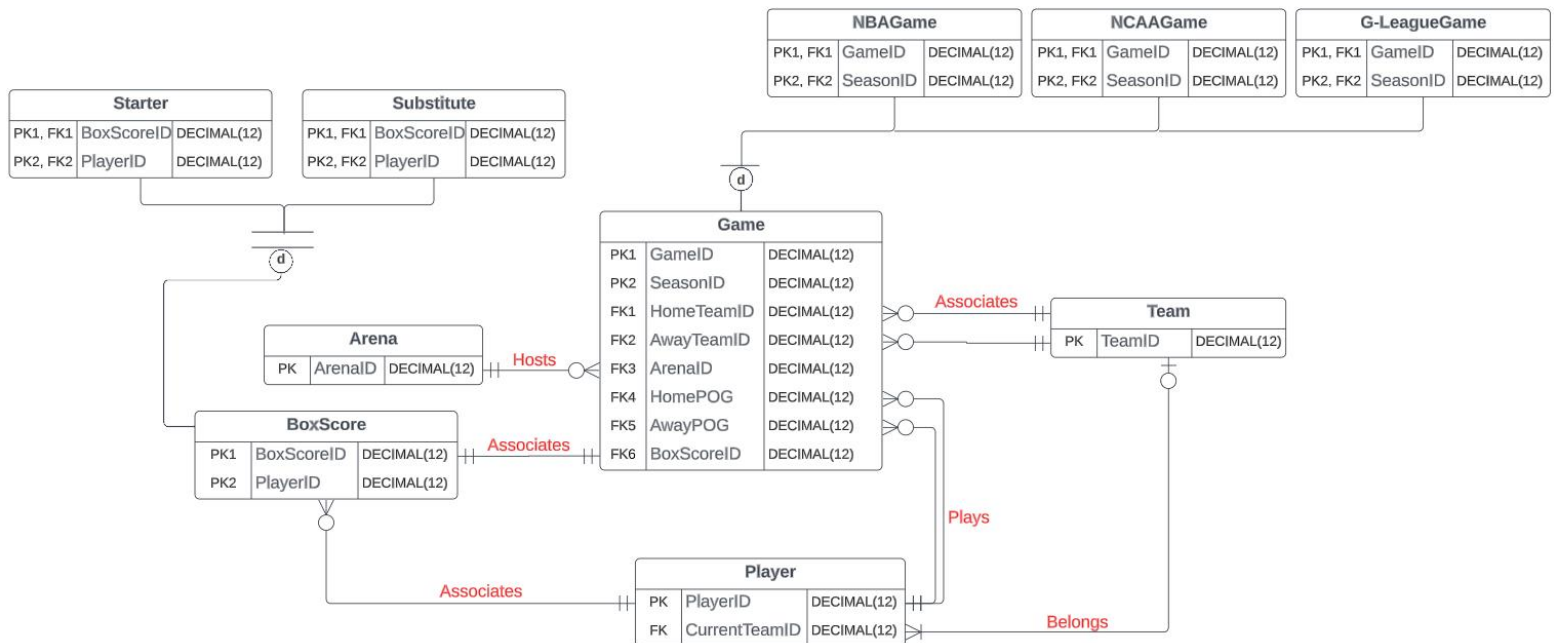 NBAGame
PK1, FK1 GameID DECIMAL(12)
PK2, FK2 SeasonID DECIMAL(12)
NCAAGame
PK1, FK1 GameID DECIMAL(12)
PK2, FK2 SeasonID DECIMAL(12)
G-LeagueGame
PK1, FK1 GameID DECIMAL(12)
PK2, FK2 SeasonID DECIMAL(12)
Starter
PK1, FK1 BoxScoreID DECIMAL(12)
PK2, FK2 PlayerID DECIMAL(12)
Substitute
PK1, FK1 BoxScoreID DECIMAL(12)
PK2, FK2 PlayerID DECIMAL(12)
d
d
Game
PK1 GameID DECIMAL(12)
PK2 SeasonID DECIMAL(12)
FK1 HomeTeamID DECIMAL(12)
FK2 AwayTeamID DECIMAL(12)
FK3 ArenaID DECIMAL(12)
FK4 HomePOG DECIMAL(12)
FK5 AwayPOG DECIMAL(12)
FK6 BoxScoreID DECIMAL(12)
Associates
Team
PK TeamID DECIMAL(12)
Arena
PK ArenaID DECIMAL(12)
Hosts
BoxScore
PK1 BoxScoreID DECIMAL(12)
PK2 PlayerID DECIMAL(12)
Associates
Plays
Associates
Player
PK PlayerID DECIMAL(12)
FK CurrentTeamID DECIMAL(12)
Belongs